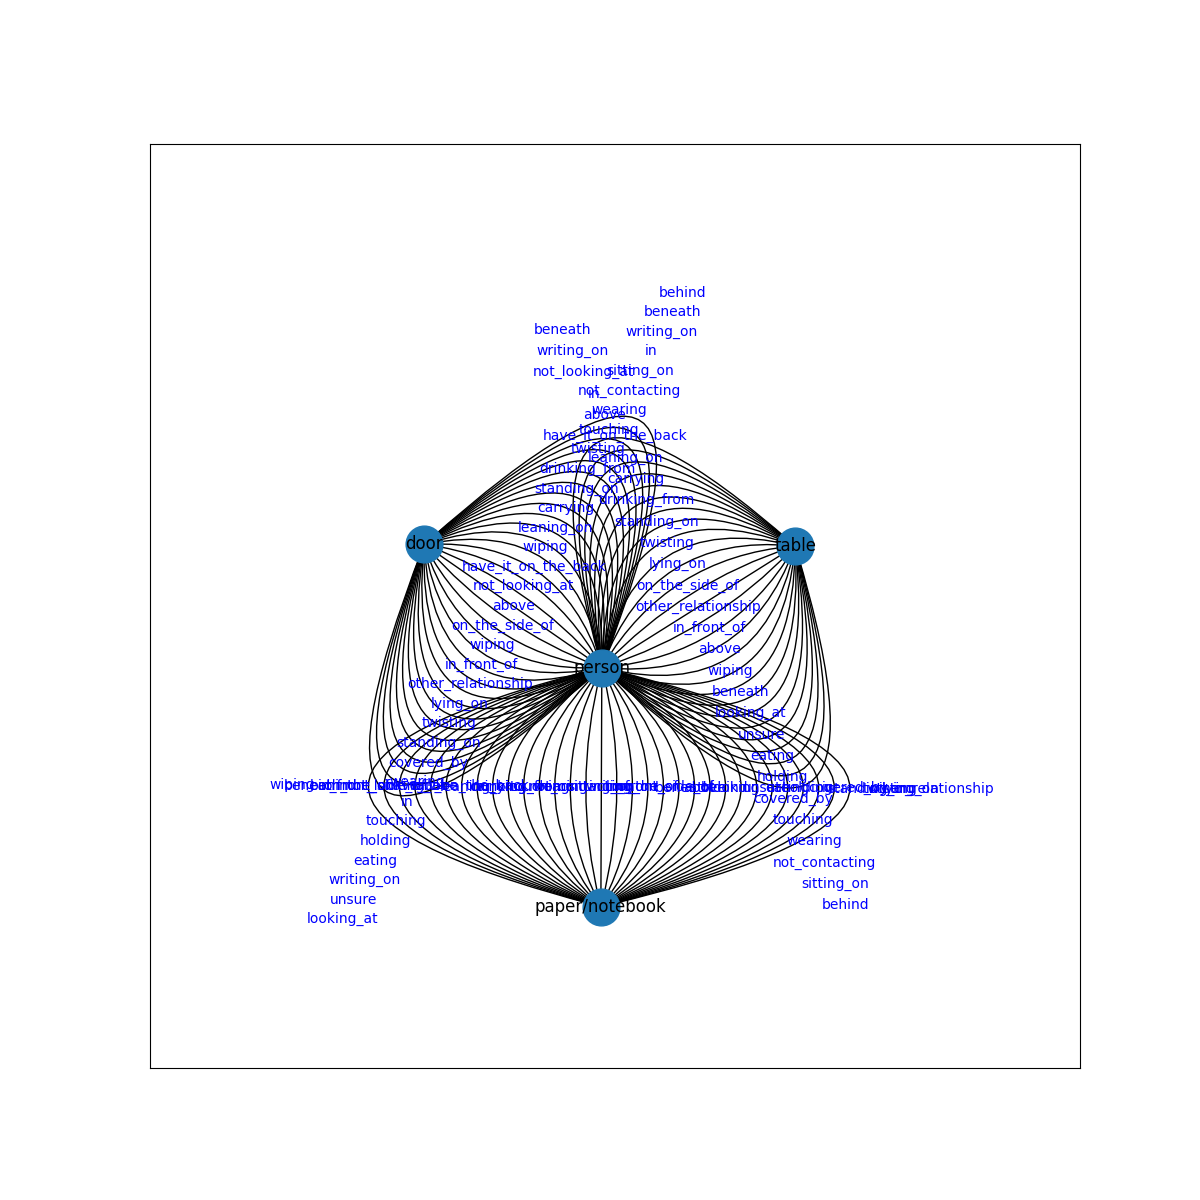 behind
beneath
writing_on
beneath
writing_on
in
not_looking_at
sitting_on
not_contacting
in
wearing
above
touching
have_it_on_the_back
twisting
leaning_on
drinking_from
carrying
standing_on
drinking_from
carrying
standing_on
leaning_on
door
table
wiping
twisting
have_it_on_the_back
lying_on
not_looking_at
on_the_side_of
above
other_relationship
on_the_side_of
in_front_of
wiping
above
in_front_of
person
wiping
other_relationship
beneath
lying_on
looking_at
twisting
unsure
standing_on
eating
covered_by
holding
wiping
relationship
in
covered_by
touching
touching
holding
wearing
eating
not_contacting
writing_on
sitting_on
unsure
behind
paper/notebook
looking_at